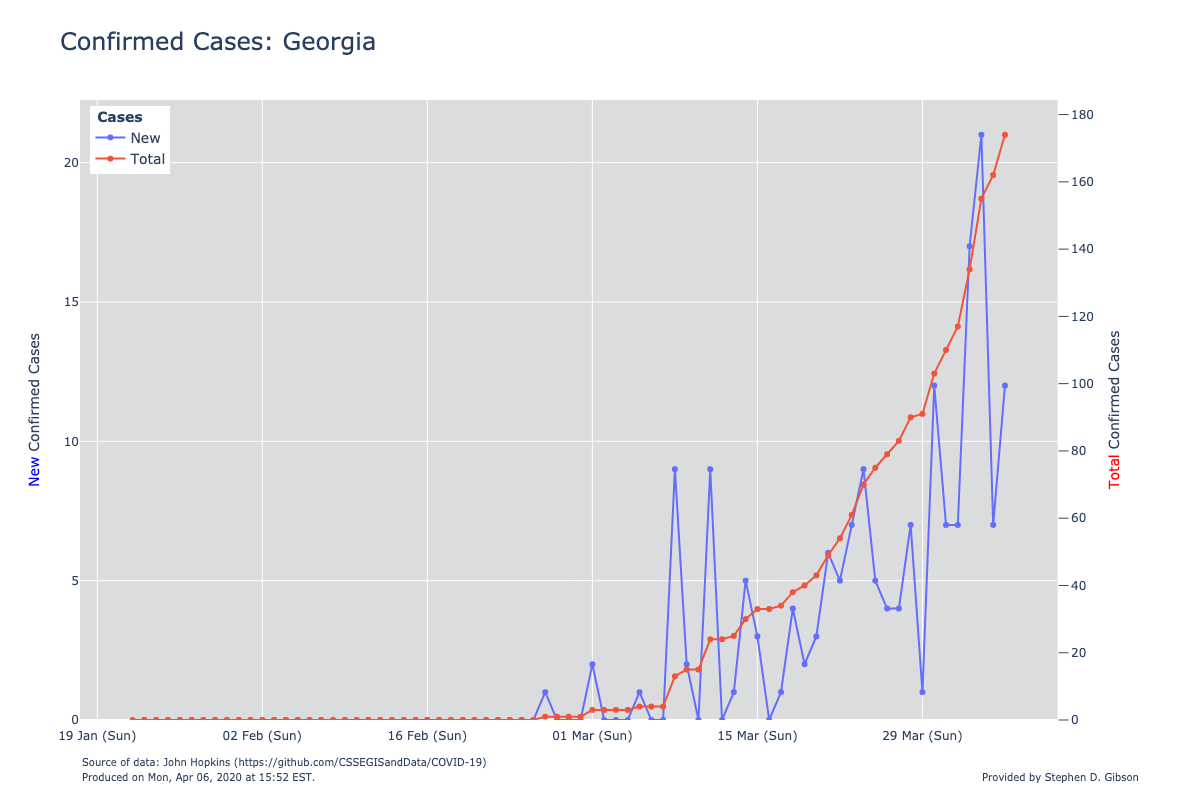 Confirmed Cases: Georgia
Cases
New
Total
20
15
10
5
0
New Confirmed Cases
180
160
140
120
100
80
60
40
20
0
Total Confirmed Cases
19 Jan (Sun)
02 Feb (Sun)
16 Feb (Sun)
01 Mar (Sun)
15 Mar (Sun)
29 Mar (Sun)
Source of data: John Hopkins (https://github.com/CSSEGISandData/COVID-19)
Produced on Mon, Apr 06, 2020 at 15:52 EST.
Provided by Stephen D. Gibson